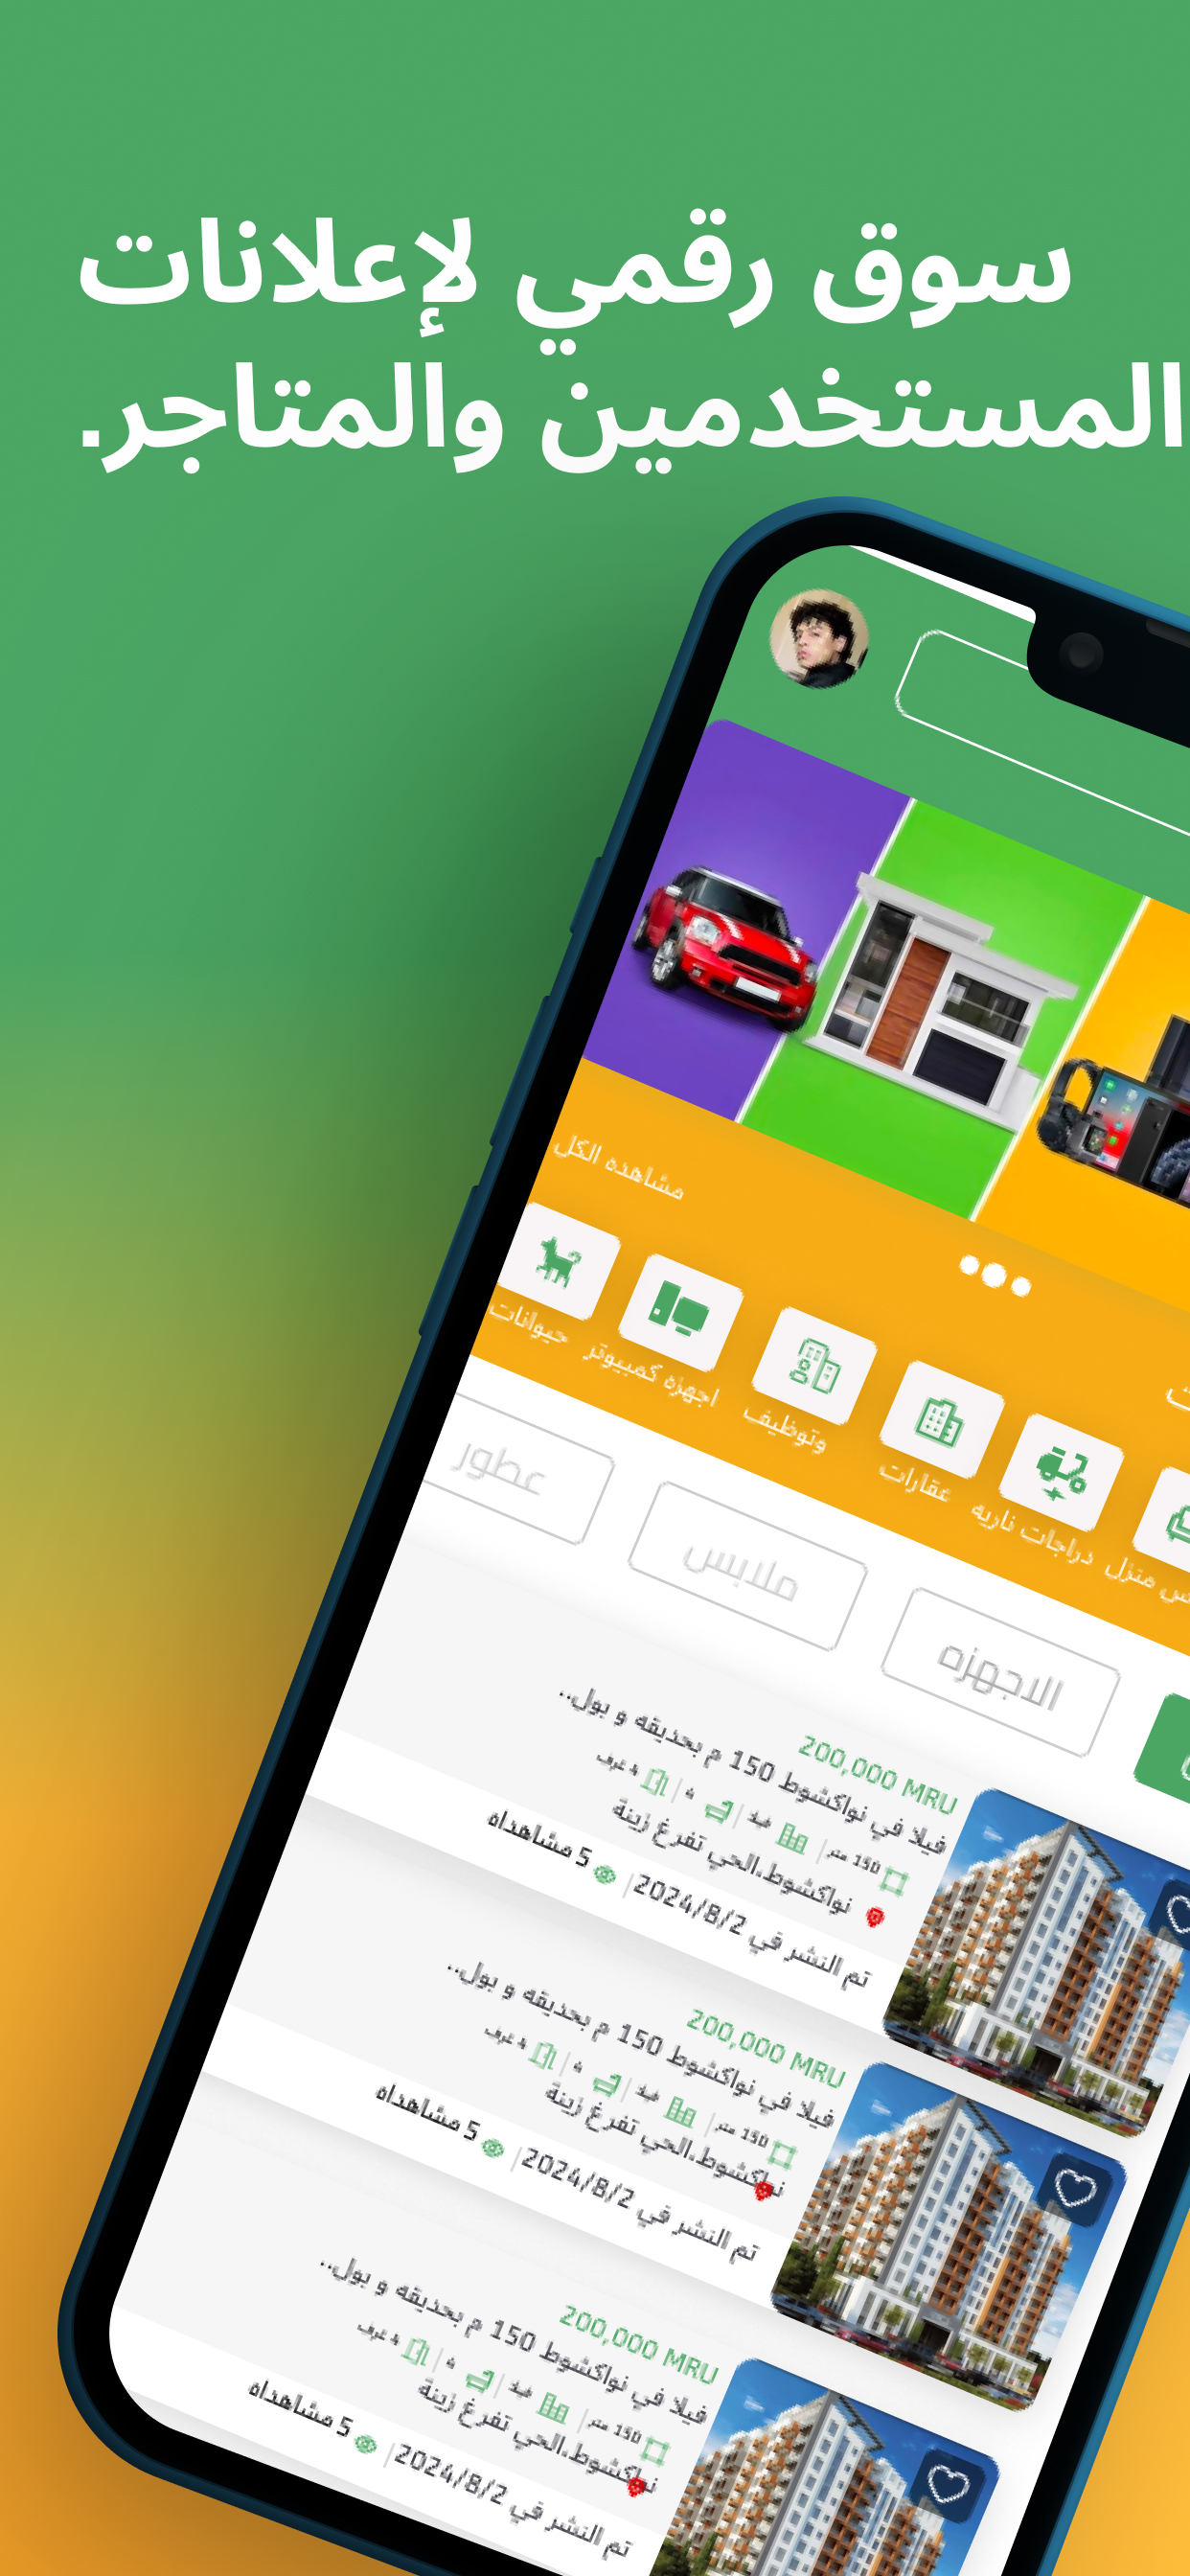 سوق رقمي لإعلانات
المستخدمين والمتاجر.
مشاهدة الكل
حيوانات
اجهزه كمبيوتر
وتوظيف
عقارات
دراجات ناريه
منزل
عطور
ملابس
الاجهزه
200,000 MRU
فيلا في نواكشوط 150 م بحديقه و بول..
150 متر
4 غرف
نواكشوط،الحي تفرغ زينة
تم النشر في 2024/8/2 | 5 مشاهداه
200,000 MRU
فيلا في نواكشوط 150 م بحديقه و بول..
150 متر
4 غرف
نواكشوط،الحي تفرغ زينة
تم النشر في 2024/8/2 | 5 مشاهداه
200,000 MRU
فيلا في نواكشوط 150 م بحديقه و بول..
150 متر
4 غرف
نواكشوط،الحي تفرغ زينة
تم النشر في 2024/8/2 | 5 مشاهداه